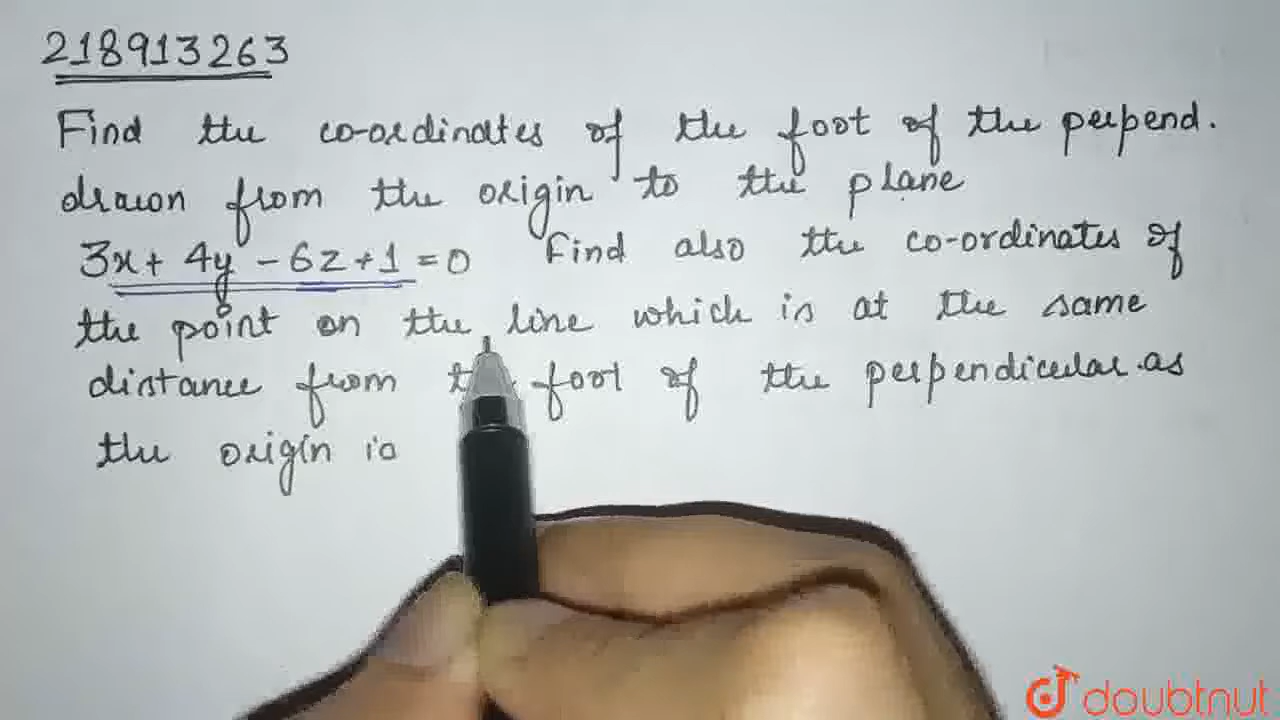 218913263
Find the co-ordinates of the foot of the perpend.
drawn from the origin to the plane
3x + 4y - 6z + 1 = 0 Find also the co-ordinates of
the point on the line which is at the same
distance from foot of the perpendicular as
the origin is
doubtnut